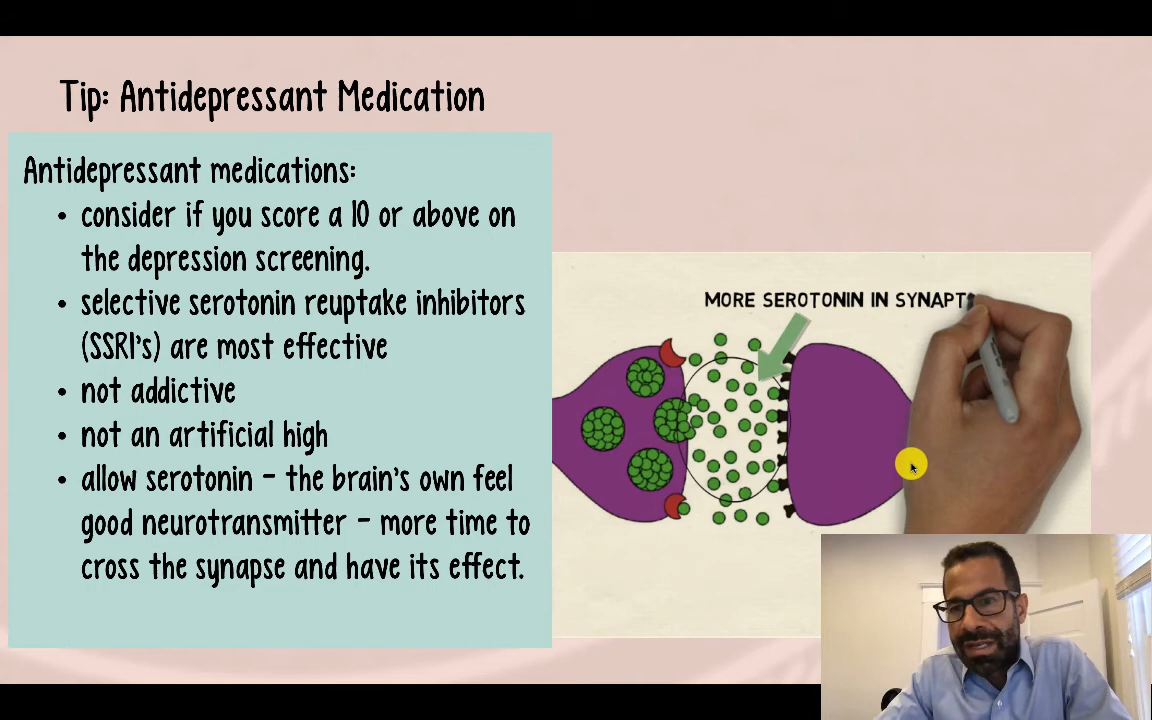 Tip: Antidepressant Medication
Antidepressant medications:
• consider if you score a 10 or above on
the depression screening.
• selective serotonin reuptake inhibitors
(SSRI's) are most effective
• not addictive
• not an artificial high
• allow serotonin - the brain's own feel
good neurotransmitter - more time to
cross the synapse and have its effect.
MORE SEROTONIN IN SYNAPT